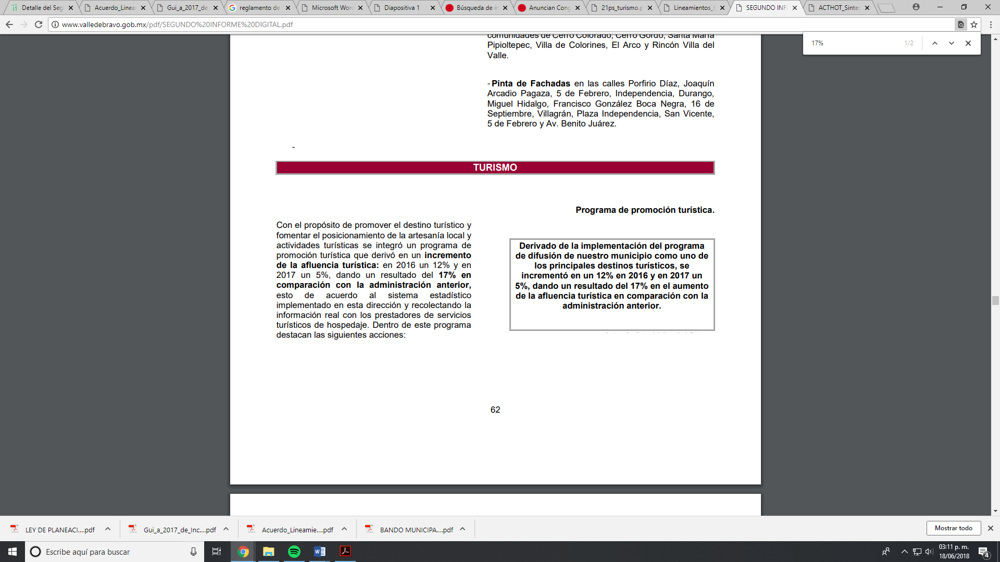 Detalle del Seg
Acuerdo_Linea
Gui_a_2017_de
reglamento de
Microsoft Word
Diapositiva 1
Búsqueda de in
Anuncian Cong
21ps_turismo.p
Lineamientos_t
SEGUNDO INF
ACTHOT_Sintes
www.valledebravo.gob.mx/pdf/SEGUNDO%20INFORME%20DIGITAL.pdf
17%
1/2
comunidades de Cerro Colorado, Cerro Gordo, Santa María
Pipioltepec, Villa de Colorines, El Arco y Rincón Villa del
Valle.
- Pinta de Fachadas en las calles Porfirio Díaz, Joaquín
Arcadio Pagaza, 5 de Febrero, Independencia, Durango,
Miguel Hidalgo, Francisco González Boca Negra, 16 de
Septiembre, Villagrán, Plaza Independencia, San Vicente,
5 de Febrero y Av. Benito Juárez.
-
TURISMO
Con el propósito de promover el destino turístico y
fomentar el posicionamiento de la artesanía local y
actividades turísticas se integró un programa de
promoción turística que derivó en un incremento
de la afluencia turística: en 2016 un 12% y en
2017 un 5%, dando un resultado del 17% en
comparación con la administración anterior,
esto de acuerdo al sistema estadístico
implementado en esta dirección y recolectando la
información real con los prestadores de servicios
turísticos de hospedaje. Dentro de este programa
destacan las siguientes acciones:
Programa de promoción turística.
Derivado de la implementación del programa
de difusión de nuestro municipio como uno de
los principales destinos turísticos, se
incrementó en un 12% en 2016 y en 2017 un
5%, dando un resultado del 17% en el aumento
de la afluencia turística en comparación con la
administración anterior.
62
LEY DE PLANEACI....pdf
Gui_a_2017_de_Inc....pdf
Acuerdo_Lineamie....pdf
BANDO MUNICIPA....pdf
Mostrar todo
Escribe aquí para buscar
03:11 p. m.
18/06/2018
4